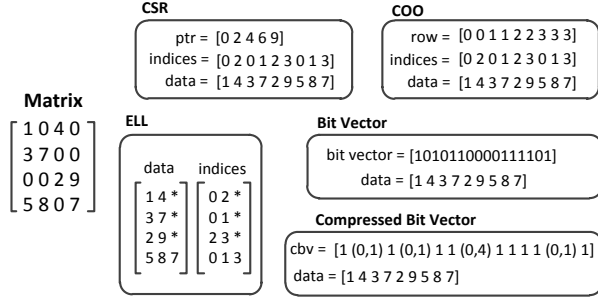 CSR
ptr = [0 2 4 6 9]
indices = [0 2 0 1 2 3 0 1 3]
data = [1 4 3 7 2 9 5 8 7]
COO
row = [0 0 1 1 2 2 3 3 3]
indices = [0 2 0 1 2 3 0 1 3]
data = [1 4 3 7 2 9 5 8 7]
Matrix
1 0 4 0
3 7 0 0
0 0 2 9
5 8 0 7
ELL
data indices
1 4 * 0 2 *
3 7 * 0 1 *
2 9 * 2 3 *
5 8 7 0 1 3
Bit Vector
bit vector = [1010110000111101]
data = [1 4 3 7 2 9 5 8 7]
Compressed Bit Vector
cbv = [1 (0,1) 1 (0,1) 1 1 (0,4) 1 1 1 1 (0,1) 1]
data = [1 4 3 7 2 9 5 8 7]